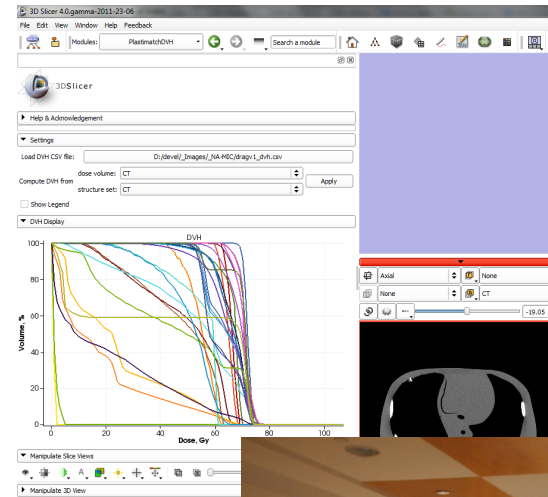 3D Slicer 4.0.gamma-2011-23-06
File Edit View Window Help Feedback
Modules: PlastimatchDVH Search a module
3DSlicer
Help & Acknowledgement
Settings
Load DVH CSV file: D:/devel/_Images/_NA-MIC/dragv1_dvh.csv
Compute DVH from dose volume: CT
structure set: CT
Apply
Show Legend
DVH Display
DVH
Volume, %
100
80
60
40
20
0
0 20 40 60 80 100
Dose, Gy
Manipulate Slice Views
A
Manipulate 3D View
Axial None
None CT
-19.05